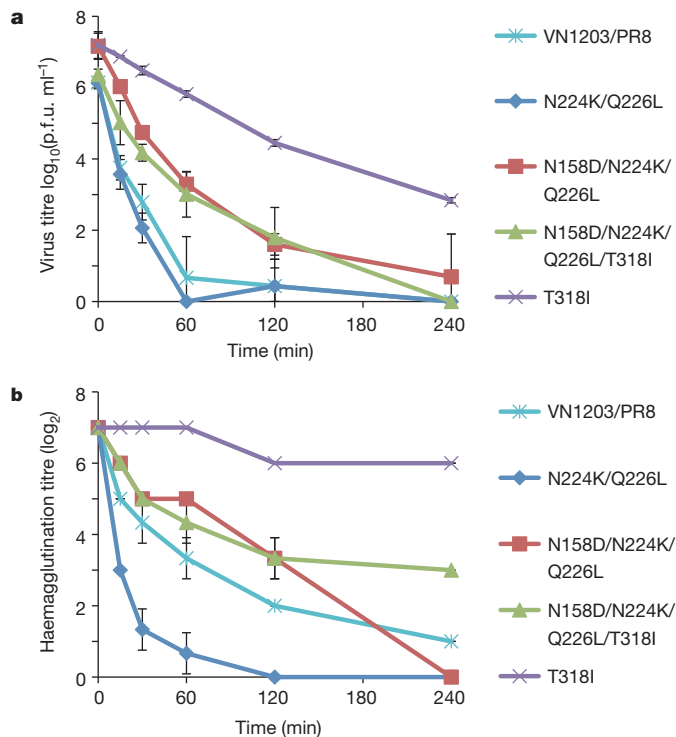 a
8
6
4
2
0
Virus titre log10(p.f.u. ml−1)
0
60
120
180
240
Time (min)
VN1203/PR8
N224K/Q226L
N158D/N224K/
Q226L
N158D/N224K/
Q226L/T318I
T318I
b
8
6
4
2
0
Haemagglutination titre (log2)
0
60
120
180
240
Time (min)
VN1203/PR8
N224K/Q226L
N158D/N224K/
Q226L
N158D/N224K/
Q226L/T318I
T318I